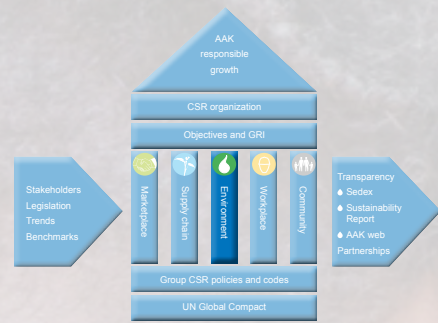 AAK
responsible
growth
CSR organization
Objectives and GRI
Stakeholders
Legislation
Trends
Benchmarks
Marketplace
Supply chain
Environment
Workplace
Community
Transparency
Sedex
Sustainability
Report
AAK web
Partnerships
Group CSR policies and codes
UN Global Compact